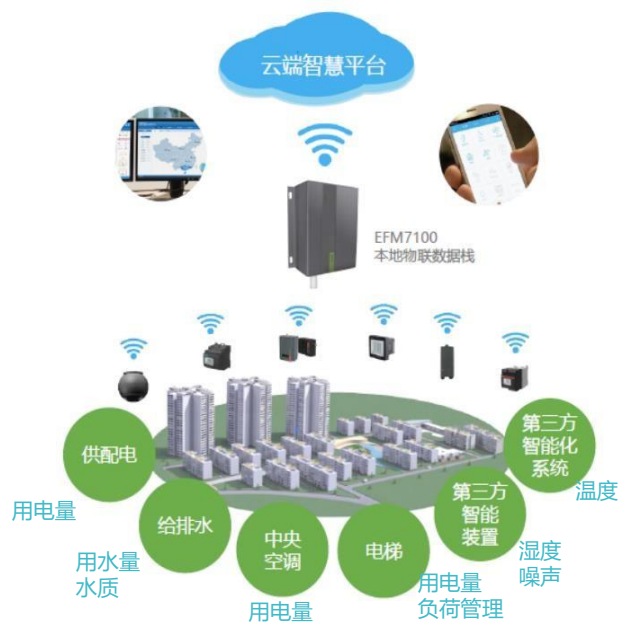 云端智慧平台
EFM7100
本地物联数据栈
供配电
用电量
给排水
用水量
水质
中央
空调
用电量
电梯
用电量
负荷管理
第三方
智能
装置
湿度
噪声
第三方
智能化
系统
温度